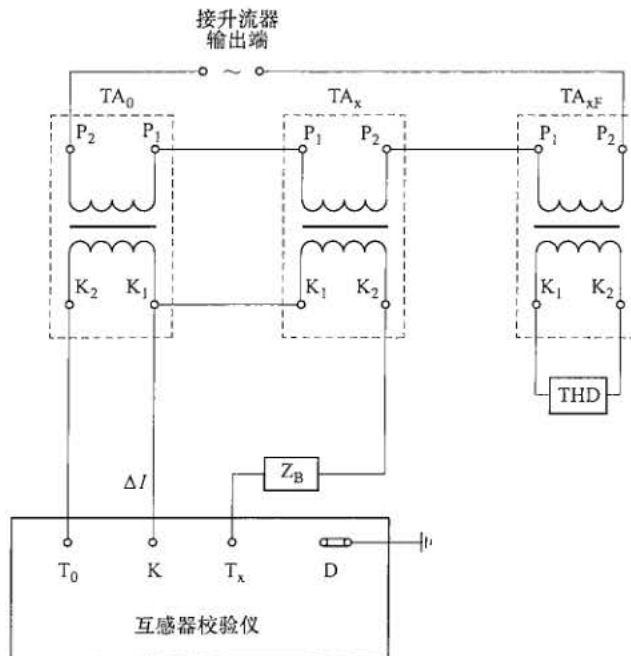 接升流器
输出端
~
TA₀ TAₓ TAₓF
P₂ P₁ P₁ P₂ P₁ P₂
K₂ K₁ K₁ K₂ K₁ K₂
THD
Z_B
ΔI
T₀ K Tₓ D
互感器校验仪